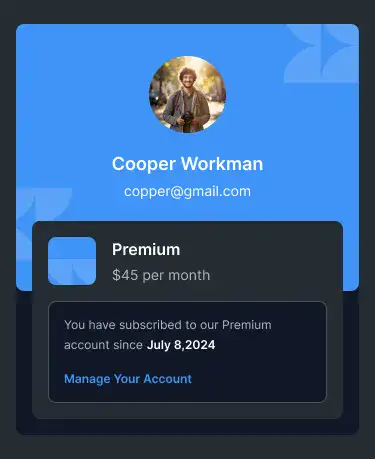 Cooper Workman
copper@gmail.com
Premium
$45 per month
You have subscribed to our Premium
account since July 8,2024
Manage Your Account